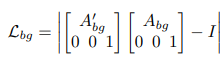 $\mathcal{L}_{bg} = \left| \begin{bmatrix} A'_{bg} \\ 0 \ 0 \ 1 \end{bmatrix} \begin{bmatrix} A_{bg} \\ 0 \ 0 \ 1 \end{bmatrix} - I \right|$